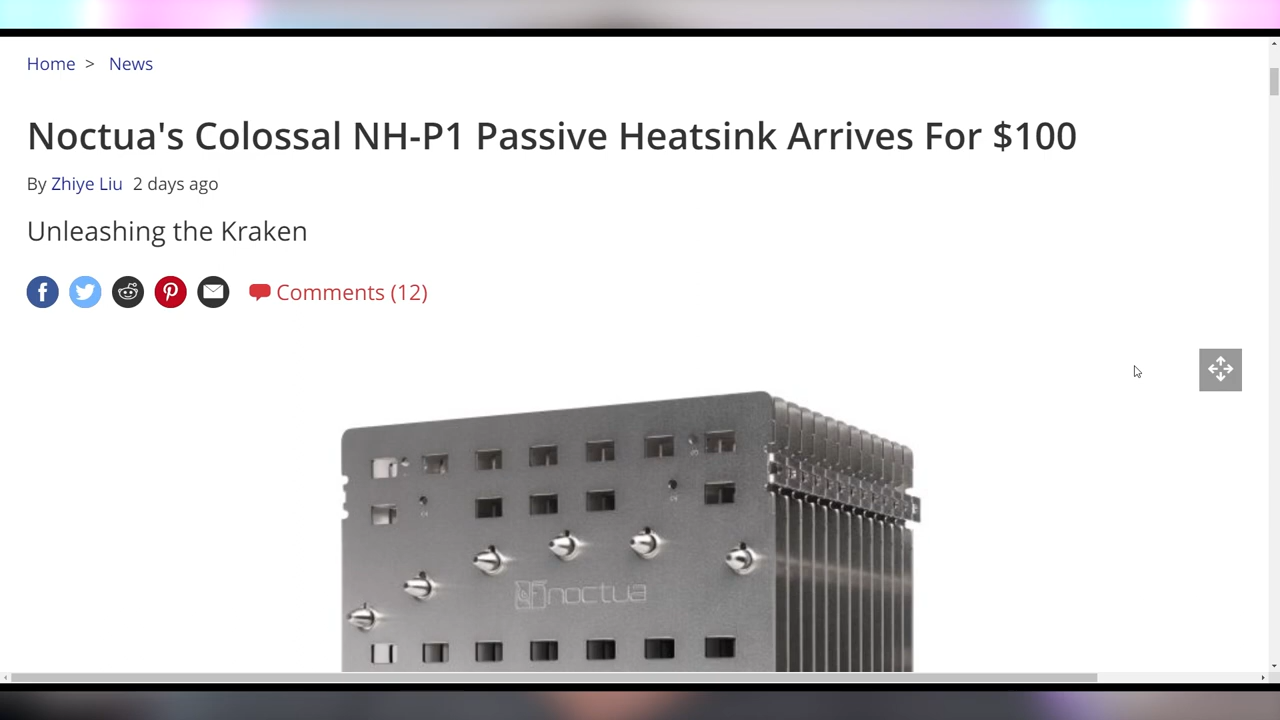 Home > News
Noctua's Colossal NH-P1 Passive Heatsink Arrives For $100
By Zhiye Liu 2 days ago
Unleashing the Kraken
Comments (12)
noctua